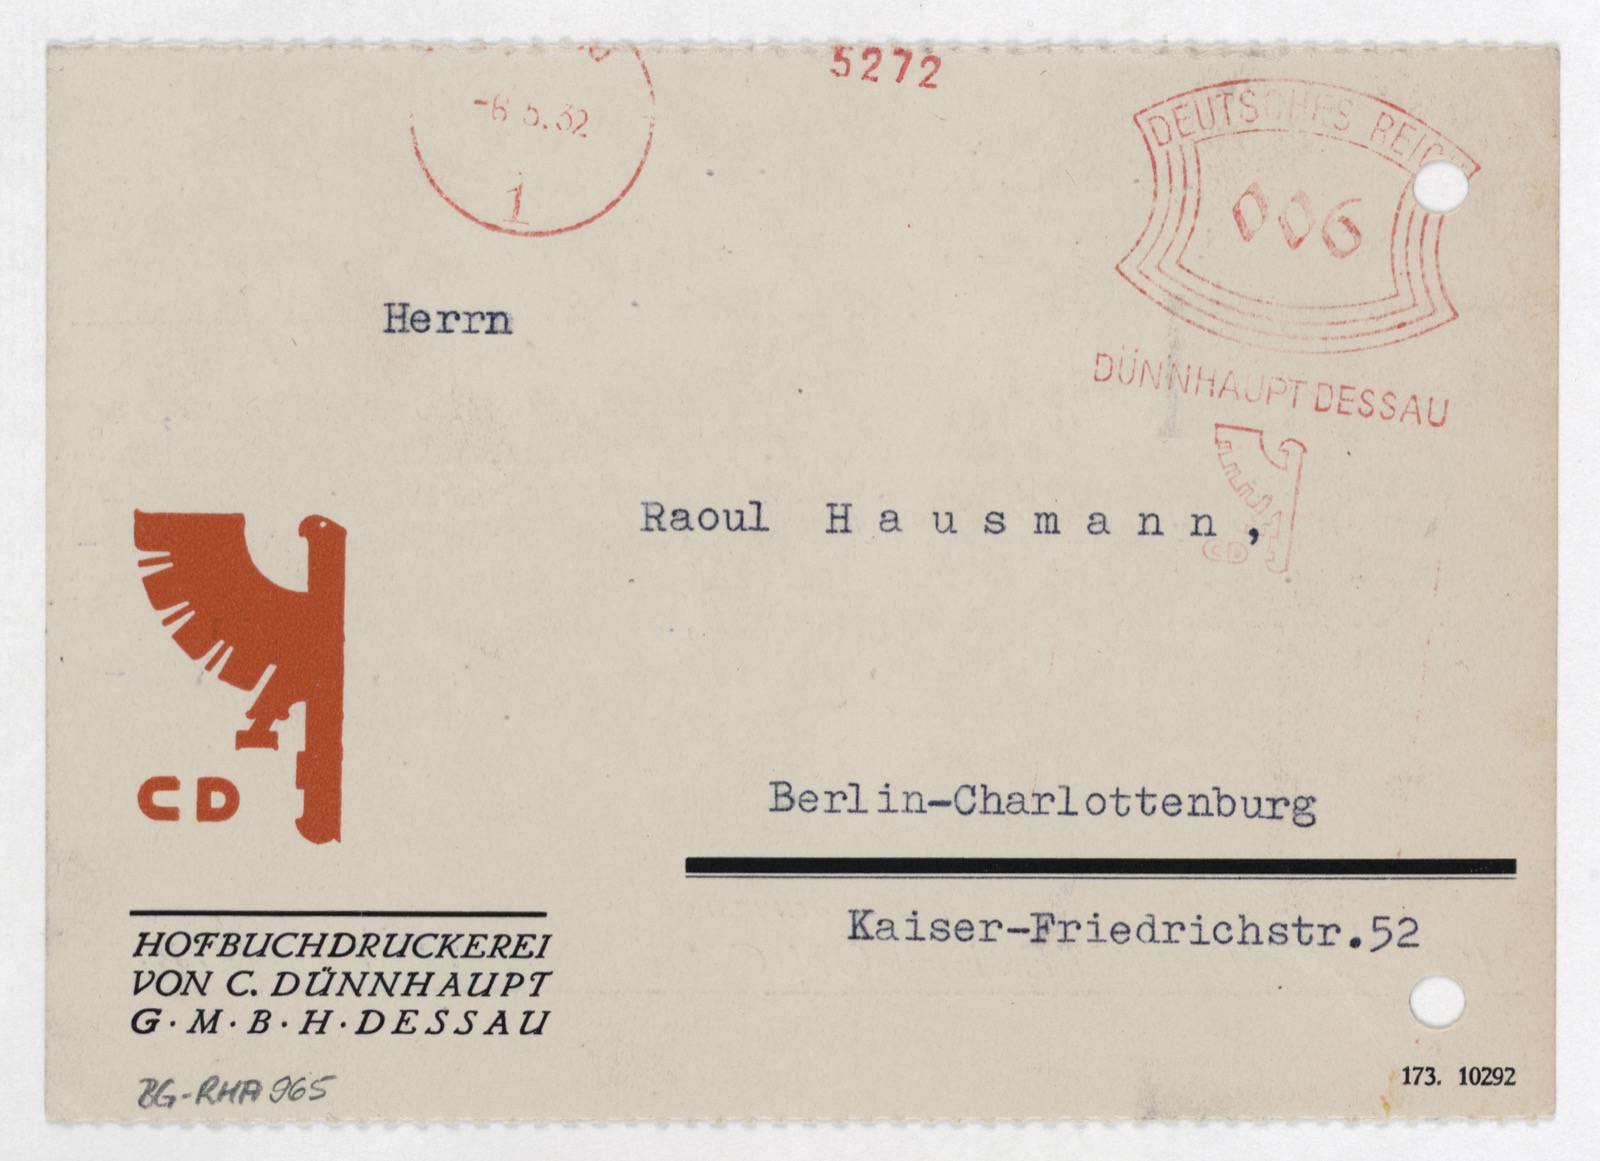 5272
-6 5.32
1
DEUTSCHES REICH
006
DÜNNHAUPT DESSAU
CD
Herrn
Raoul Hausmann,
Berlin-Charlottenburg
Kaiser-Friedrichstr.52
CD
HOFBUCHDRUCKEREI
VON C. DÜNNHAUPT
G·M·B·H·DESSAU
BG-RHA 965
173. 10292